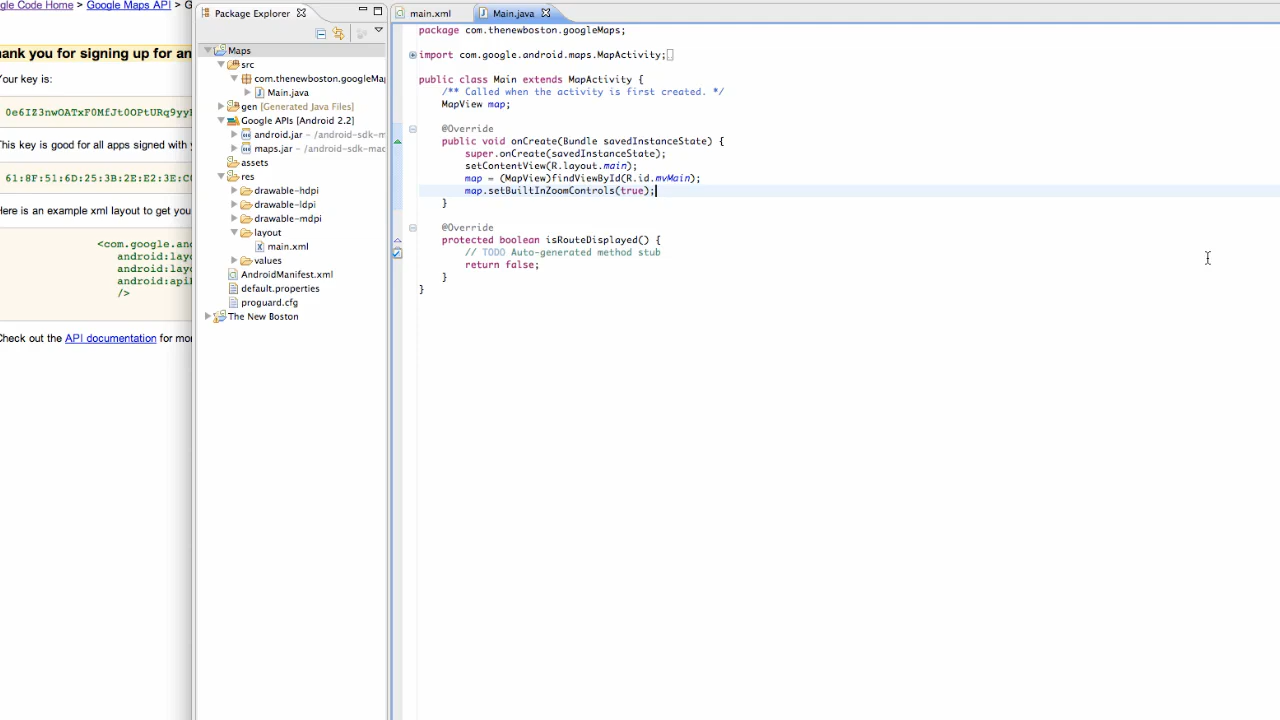 gle Code Home > Google Maps API > G
ank you for signing up for an
our key is:
This key is good for all apps signed with y
61:8F:51:6D:25:3B:2E:E2:3E:C0
ere is an example xml layout to get you
<com.google.an
android:layo
android:layo
android:apiK
/>
heck out the API documentation for mor
Package Explorer
Maps
src
com.thenewboston.googleMap
Main.java
gen [Generated Java Files]
Google APIs [Android 2.2]
android.jar - /android-sdk-m
maps.jar - /android-sdk-mac
assets
res
drawable-hdpi
drawable-ldpi
drawable-mdpi
layout
main.xml
values
AndroidManifest.xml
default.properties
proguard.cfg
The New Boston
main.xml
Main.java
package com.thenewboston.googleMaps;
import com.google.android.maps.MapActivity;
public class Main extends MapActivity {
/** Called when the activity is first created. */
MapView map;
@Override
public void onCreate(Bundle savedInstanceState) {
super.onCreate(savedInstanceState);
setContentView(R.layout.main);
map = (MapView)findViewById(R.id.mvMain);
map.setBuiltInZoomControls(true);
}
@Override
protected boolean isRouteDisplayed() {
// TODO Auto-generated method stub
return false;
}
}